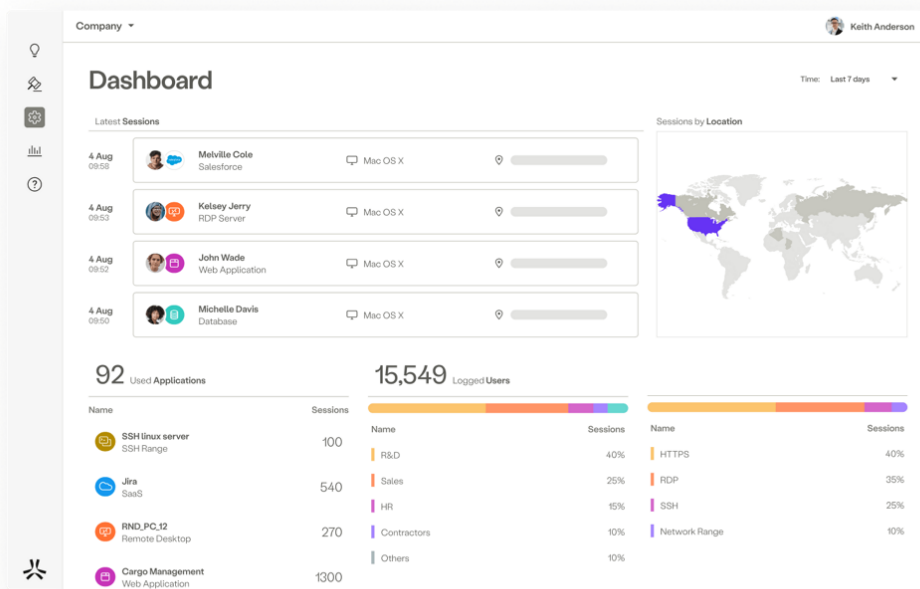 Company
Keith Anderson
Dashboard
Time: Last 7 days
Latest Sessions
Sessions by Location
4 Aug
09:58
Melville Cole
Salesforce
Mac OS X
4 Aug
09:53
Kelsey Jerry
RDP Server
Mac OS X
4 Aug
09:52
John Wade
Web Application
Mac OS X
4 Aug
09:50
Michelle Davis
Database
Mac OS X
92 Used Applications
Name Sessions
SSH linux server
SSH Range
100
Jira
SaaS
540
RND_PC_12
Remote Desktop
270
Cargo Management
Web Application
1300
15,549 Logged Users
Name Sessions
R&D 40%
Sales 25%
HR 15%
Contractors 10%
Others 10%
Name Sessions
HTTPS 40%
RDP 35%
SSH 25%
Network Range 10%